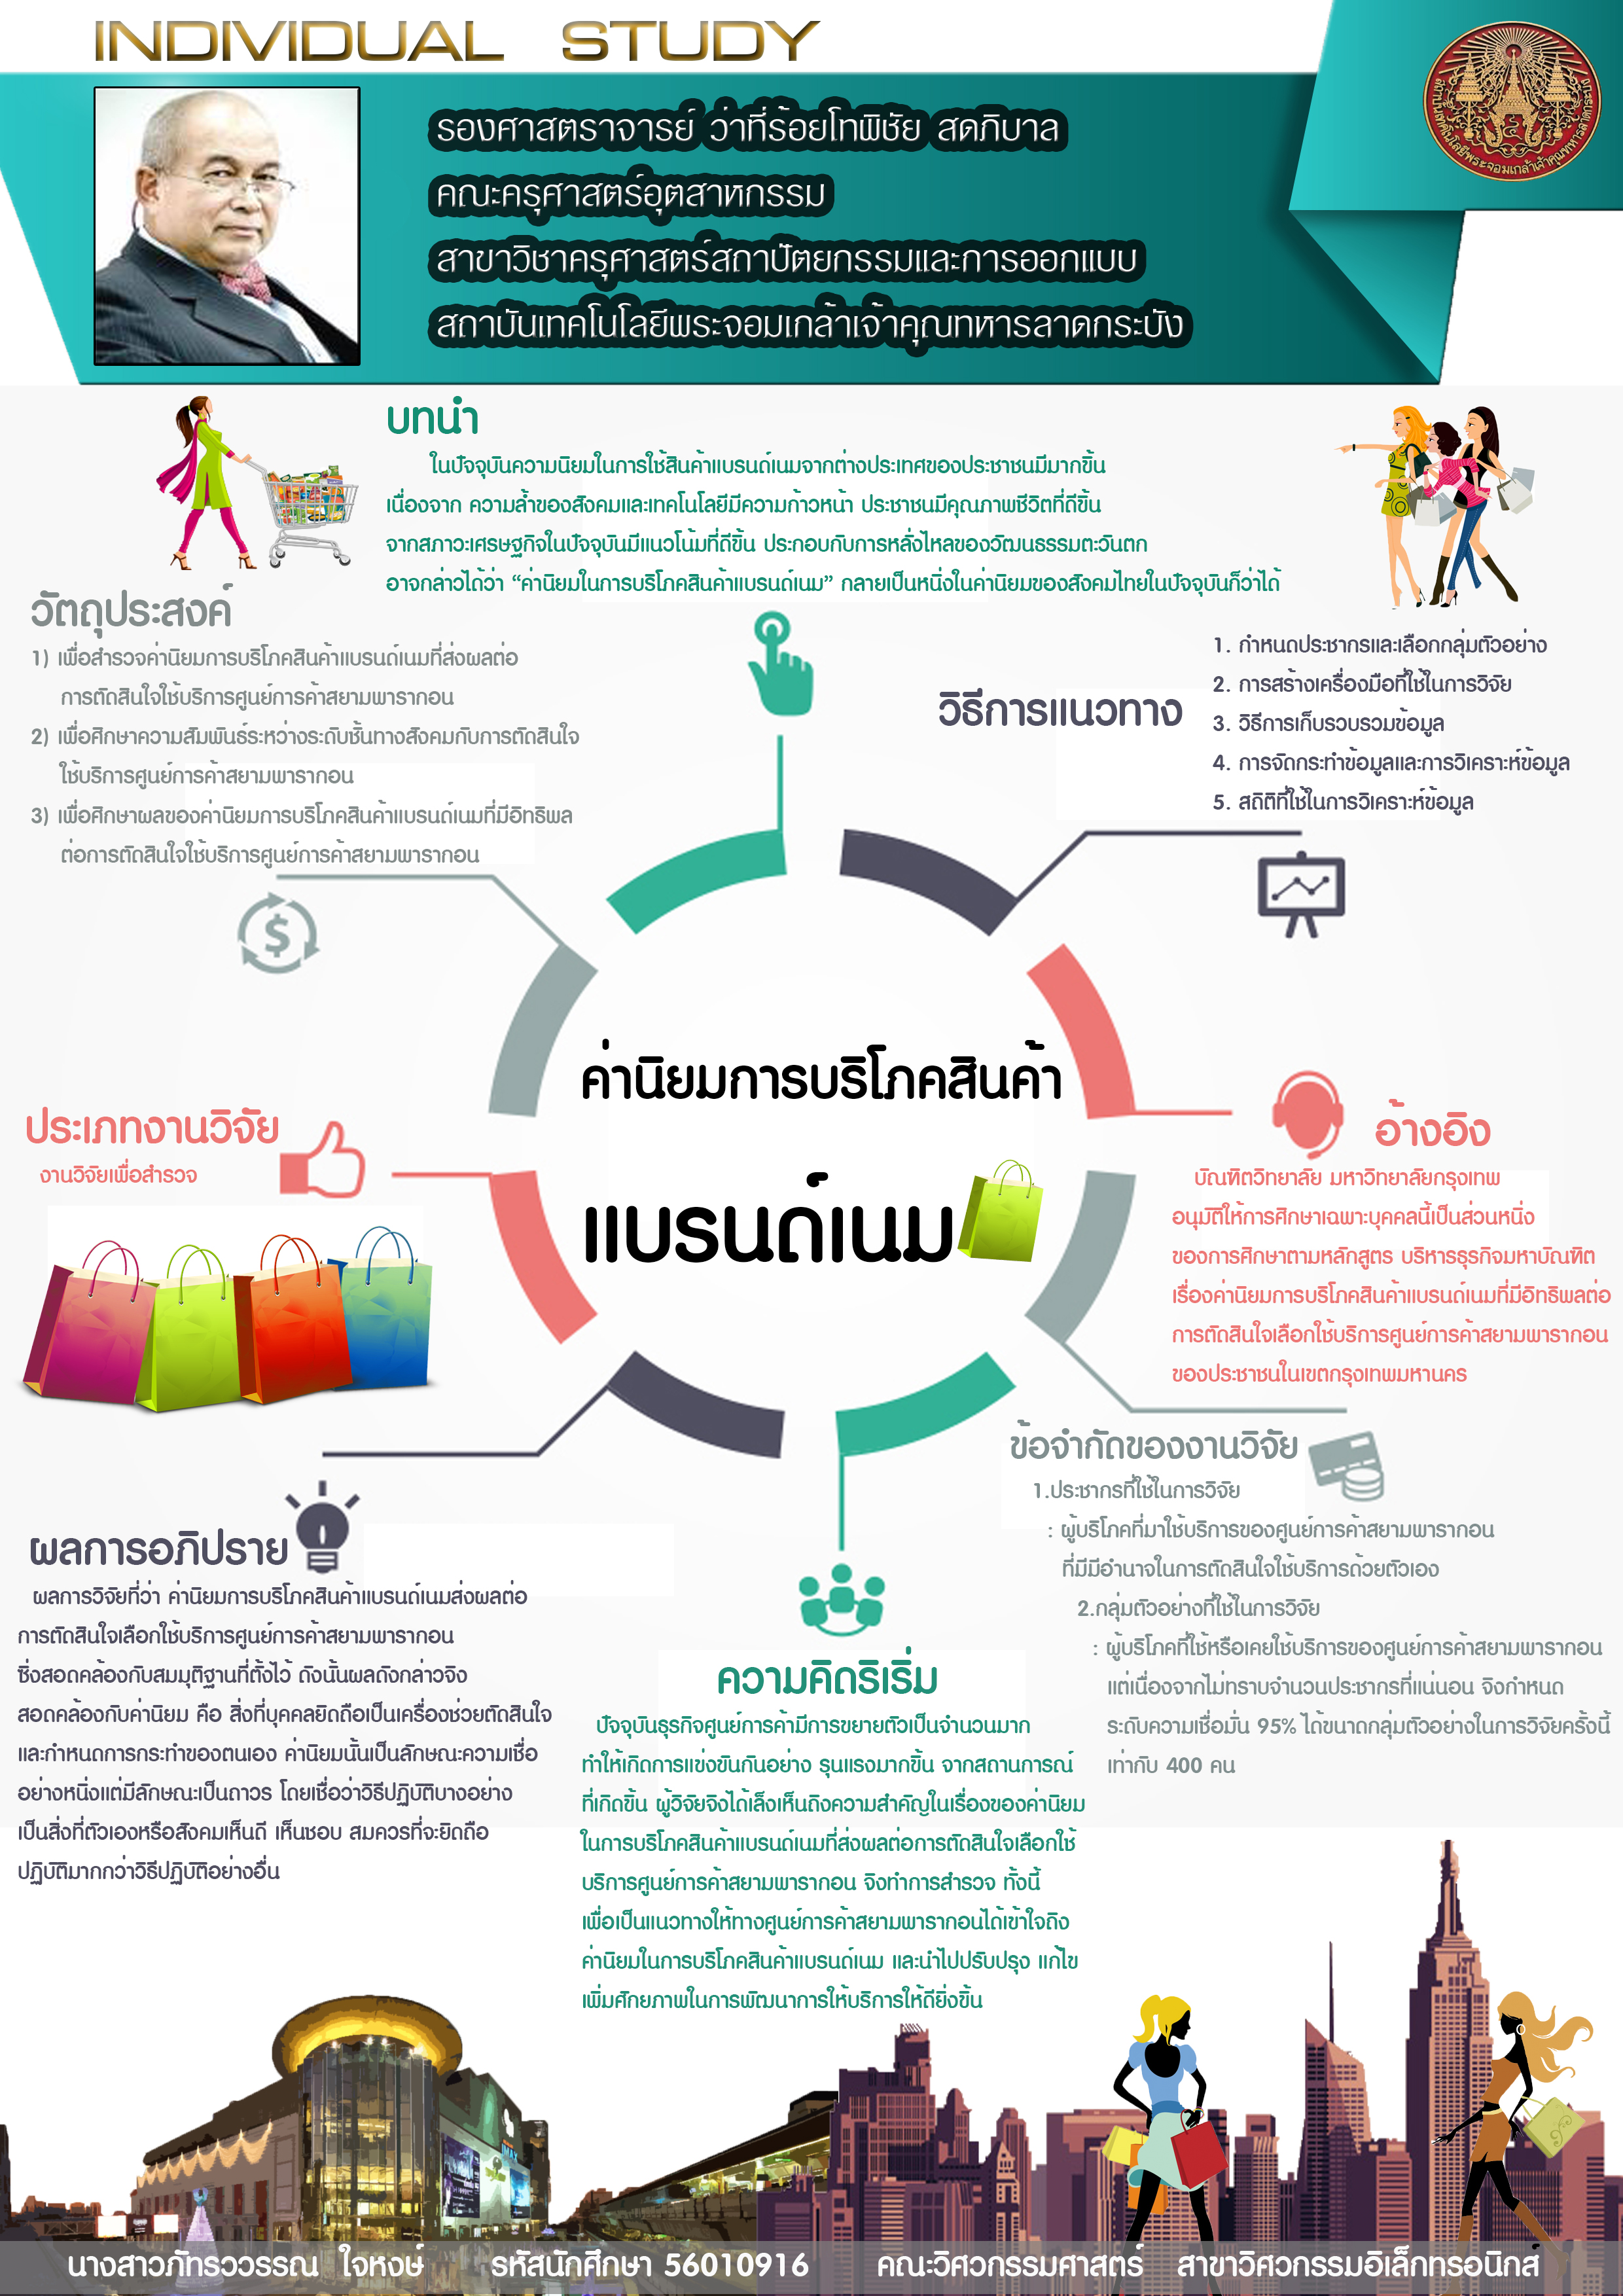 INDIVIDUAL STUDY
รองศาสตราจารย์ ว่าที่ร้อยโทพิชัย สดภิบาล
คณะครุศาสตร์อุตสาหกรรม
สาขาวิชาครุศาสตร์สถาปัตยกรรมและการออกแบบ
สถาบันเทคโนโลยีพระจอมเกล้าเจ้าคุณทหารลาดกระบัง
สถาบันเทคโนโลยีพระจอมเกล้าเจ้าคุณทหารลาดกระบัง
บทนำ
ในปัจจุบันความนิยมในการใช้สินค้าแบรนด์เนมจากต่างประเทศของประชาชนมีมากขึ้น
เนื่องจาก ความล้ำของสังคมและเทคโนโลยีมีความก้าวหน้า ประชาชนมีคุณภาพชีวิตที่ดีขึ้น
จากสภาวะเศรษฐกิจในปัจจุบันมีแนวโน้มที่ดีขึ้น ประกอบกับการหลั่งไหลของวัฒนธรรมตะวันตก
อาจกล่าวได้ว่า “ค่านิยมในการบริโภคสินค้าแบรนด์เนม” กลายเป็นหนึ่งในค่านิยมของสังคมไทยในปัจจุบันก็ว่าได้
วัตถุประสงค์
1) เพื่อสำรวจค่านิยมการบริโภคสินค้าแบรนด์เนมที่ส่งผลต่อ
การตัดสินใจใช้บริการศูนย์การค้าสยามพารากอน
2) เพื่อศึกษาความสัมพันธ์ระหว่างระดับชั้นทางสังคมกับการตัดสินใจ
ใช้บริการศูนย์การค้าสยามพารากอน
3) เพื่อศึกษาผลของค่านิยมการบริโภคสินค้าแบรนด์เนมที่มีอิทธิพล
ต่อการตัดสินใจใช้บริการศูนย์การค้าสยามพารากอน
วิธีการแนวทาง
1. กำหนดประชากรและเลือกกลุ่มตัวอย่าง
2. การสร้างเครื่องมือที่ใช้ในการวิจัย
3. วิธีการเก็บรวบรวมข้อมูล
4. การจัดกระทำข้อมูลและการวิเคราะห์ข้อมูล
5. สถิติที่ใช้ในการวิเคราะห์ข้อมูล
$
ค่านิยมการบริโภคสินค้า
แบรนด์เนม
ประเภทงานวิจัย
งานวิจัยเพื่อสำรวจ
อ้างอิง
บัณฑิตวิทยาลัย มหาวิทยาลัยกรุงเทพ
อนุมัติให้การศึกษาเฉพาะบุคคลนี้เป็นส่วนหนึ่ง
ของการศึกษาตามหลักสูตร บริหารธุรกิจมหาบัณฑิต
เรื่องค่านิยมการบริโภคสินค้าแบรนด์เนมที่มีอิทธิพลต่อ
การตัดสินใจเลือกใช้บริการศูนย์การค้าสยามพารากอน
ของประชาชนในเขตกรุงเทพมหานคร
ข้อจำกัดของงานวิจัย
1.ประชากรที่ใช้ในการวิจัย
: ผู้บริโภคที่มาใช้บริการของศูนย์การค้าสยามพารากอน
ที่มีมีอำนาจในการตัดสินใจใช้บริการด้วยตัวเอง
2.กลุ่มตัวอย่างที่ใช้ในการวิจัย
: ผู้บริโภคที่ใช้หรือเคยใช้บริการของศูนย์การค้าสยามพารากอน
แต่เนื่องจากไม่ทราบจำนวนประชากรที่แน่นอน จึงกำหนด
ระดับความเชื่อมั่น 95% ได้ขนาดกลุ่มตัวอย่างในการวิจัยครั้งนี้
เท่ากับ 400 คน
ผลการอภิปราย
ผลการวิจัยที่ว่า ค่านิยมการบริโภคสินค้าแบรนด์เนมส่งผลต่อ
การตัดสินใจเลือกใช้บริการศูนย์การค้าสยามพารากอน
ซึ่งสอดคล้องกับสมมุติฐานที่ตั้งไว้ ดังนั้นผลดังกล่าวจึง
สอดคล้องกับค่านิยม คือ สิ่งที่บุคคลยึดถือเป็นเครื่องช่วยตัดสินใจ
และกำหนดการกระทำของตนเอง ค่านิยมนั้นเป็นลักษณะความเชื่อ
อย่างหนึ่งแต่มีลักษณะเป็นถาวร โดยเชื่อว่าวิธีปฏิบัติบางอย่าง
เป็นสิ่งที่ตัวเองหรือสังคมเห็นดี เห็นชอบ สมควรที่จะยึดถือ
ปฏิบัติมากกว่าวิธีปฏิบัติอย่างอื่น
ความคิดริเริ่ม
ปัจจุบันธุรกิจศูนย์การค้ามีการขยายตัวเป็นจำนวนมาก
ทำให้เกิดการแข่งขันกันอย่าง รุนแรงมากขึ้น จากสถานการณ์
ที่เกิดขึ้น ผู้วิจัยจึงได้เล็งเห็นถึงความสำคัญในเรื่องของค่านิยม
ในการบริโภคสินค้าแบรนด์เนมที่ส่งผลต่อการตัดสินใจเลือกใช้
บริการศูนย์การค้าสยามพารากอน จึงทำการสำรวจ ทั้งนี้
เพื่อเป็นแนวทางให้ทางศูนย์การค้าสยามพารากอนได้เข้าใจถึง
ค่านิยมในการบริโภคสินค้าแบรนด์เนม และนำไปปรับปรุง แก้ไข
เพิ่มศักยภาพในการพัฒนาการให้บริการให้ดียิ่งขึ้น
นางสาวภัทรวรรณ ใจหงษ์ รหัสนักศึกษา 56010916 คณะวิศวกรรมศาสตร์ สาขาวิศวกรรมอิเล็กทรอนิกส์